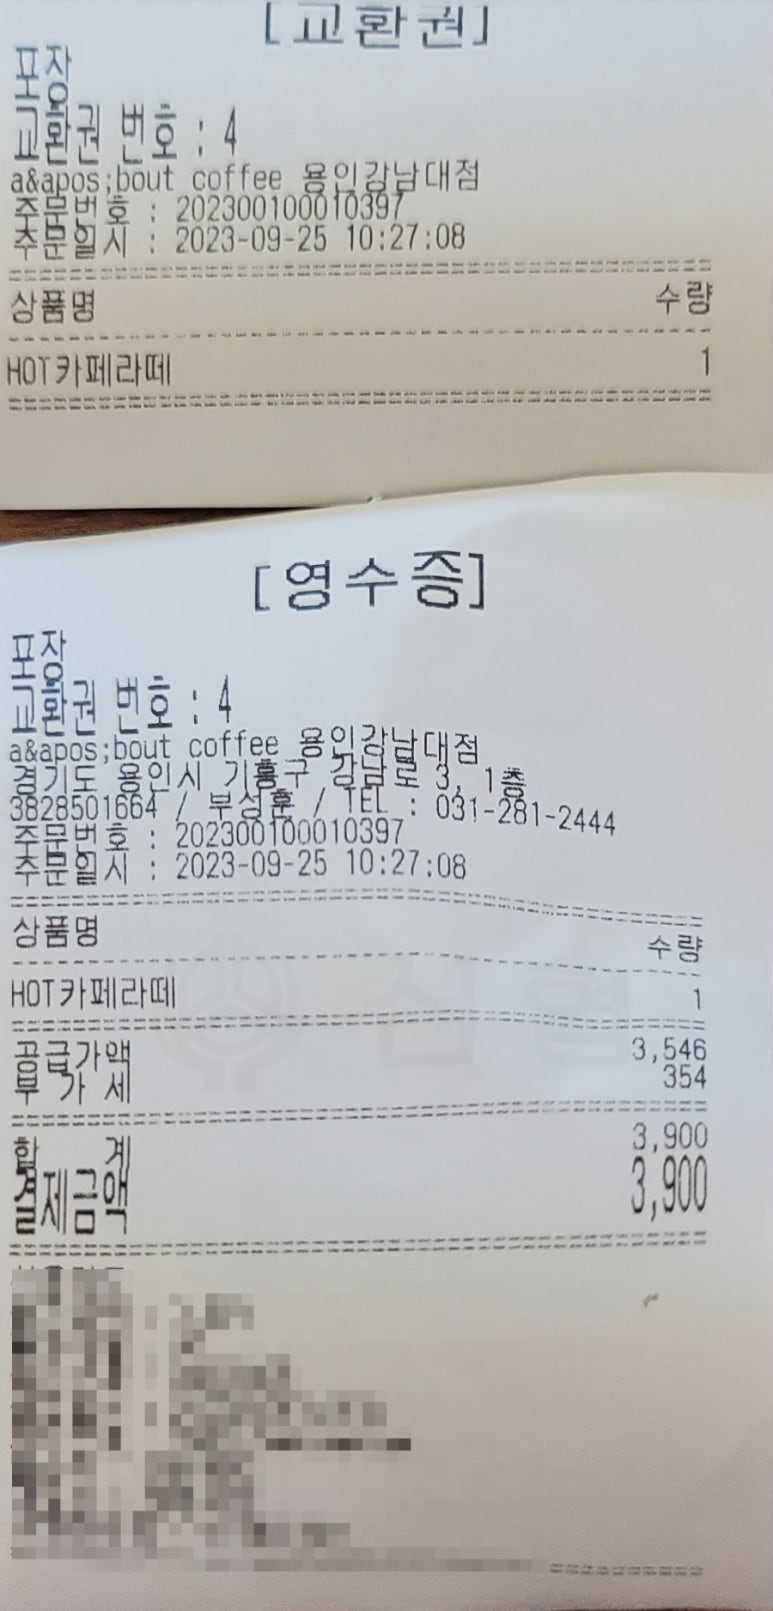 [교환권]
포장
교환권 번호 : 4
a&apos;bout coffee 용인강남대점
주문번호 : 202300100010397
주문일시 : 2023-09-25 10:27:08
상품명 수량
HOT카페라떼 1
[영수증]
포장
교환권 번호 : 4
a&apos;bout coffee 용인강남대점
경기도 용인시 기흥구 강남로 3, 1층
3828501664 / 부성훈 / TEL : 031-281-2444
주문번호 : 202300100010397
주문일시 : 2023-09-25 10:27:08
상품명 수량
HOT카페라떼 1
공급가액 3,546
부 가 세 354
합 계 3,900
결제금액 3,900